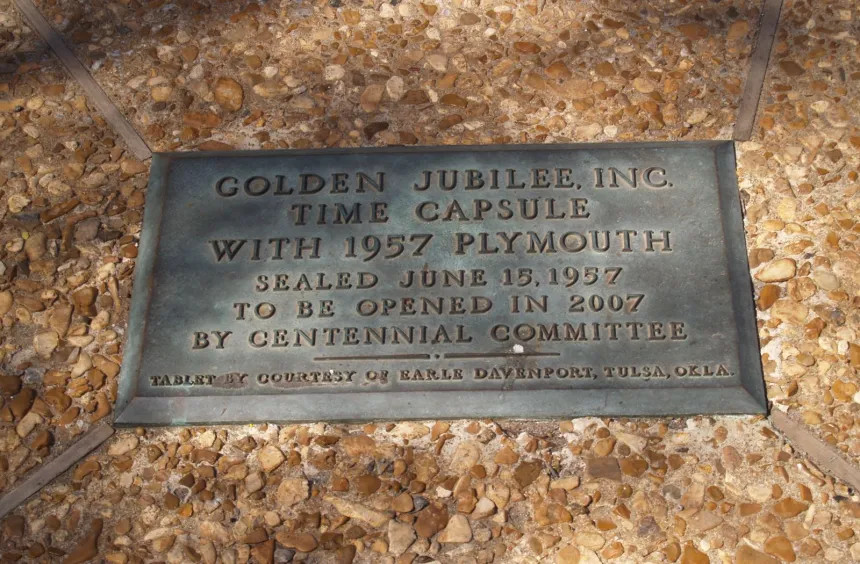 GOLDEN JUBILEE, INC.
TIME CAPSULE
WITH 1957 PLYMOUTH
SEALED JUNE 15, 1957
TO BE OPENED IN 2007
BY CENTENNIAL COMMITTEE
TABLET BY COURTESY OF EARLE DAVENPORT, TULSA, OKLA.